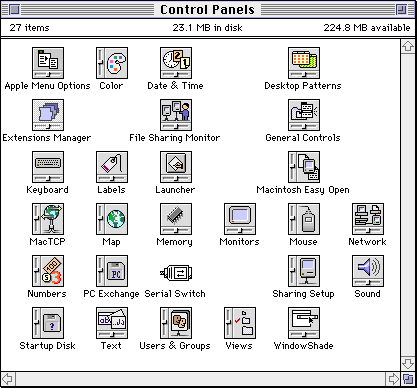 Control Panels
27 items 23.1 MB in disk 224.8 MB available
Apple Menu Options Color Date & Time Desktop Patterns
Extensions Manager File Sharing Monitor General Controls
Keyboard Labels Launcher Macintosh Easy Open
MacTCP Map Memory Monitors Mouse Network
Numbers PC Exchange Serial Switch Sharing Setup Sound
Startup Disk Text Users & Groups Views WindowShade